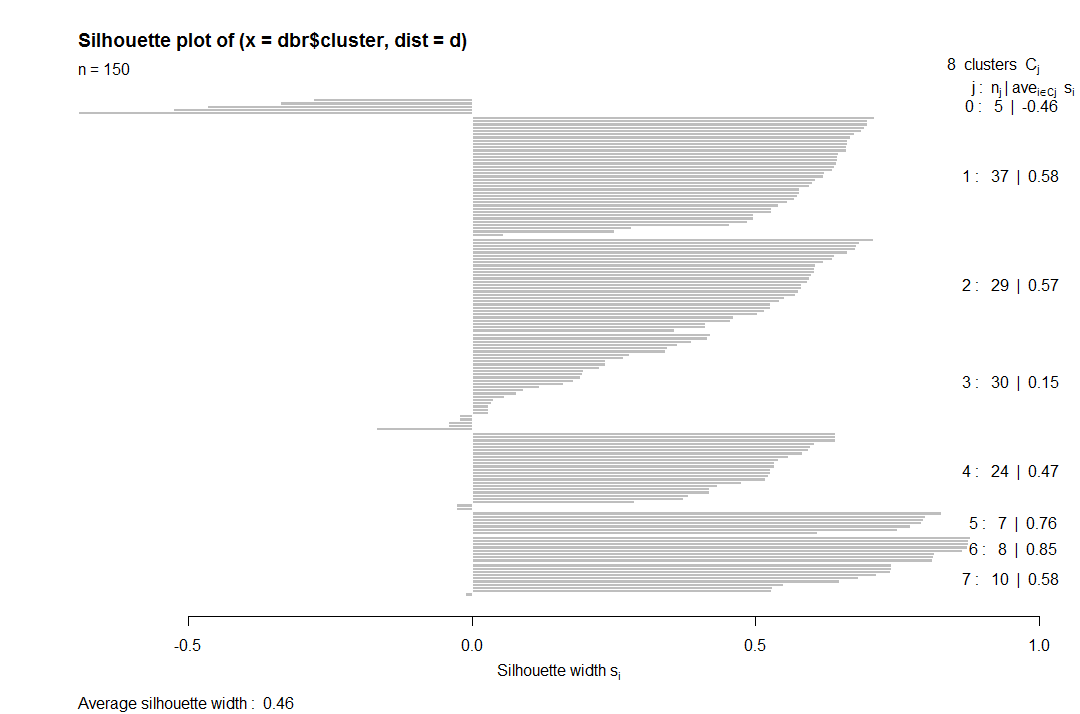 Silhouette plot of (x = dbr$cluster, dist = d)
n = 150
8 clusters Cj
j : nj | avei∈Cj si
0 : 5 | -0.46
1 : 37 | 0.58
2 : 29 | 0.57
3 : 30 | 0.15
4 : 24 | 0.47
5 : 7 | 0.76
6 : 8 | 0.85
7 : 10 | 0.58
-0.5 0.0 0.5 1.0
Silhouette width si
Average silhouette width : 0.46